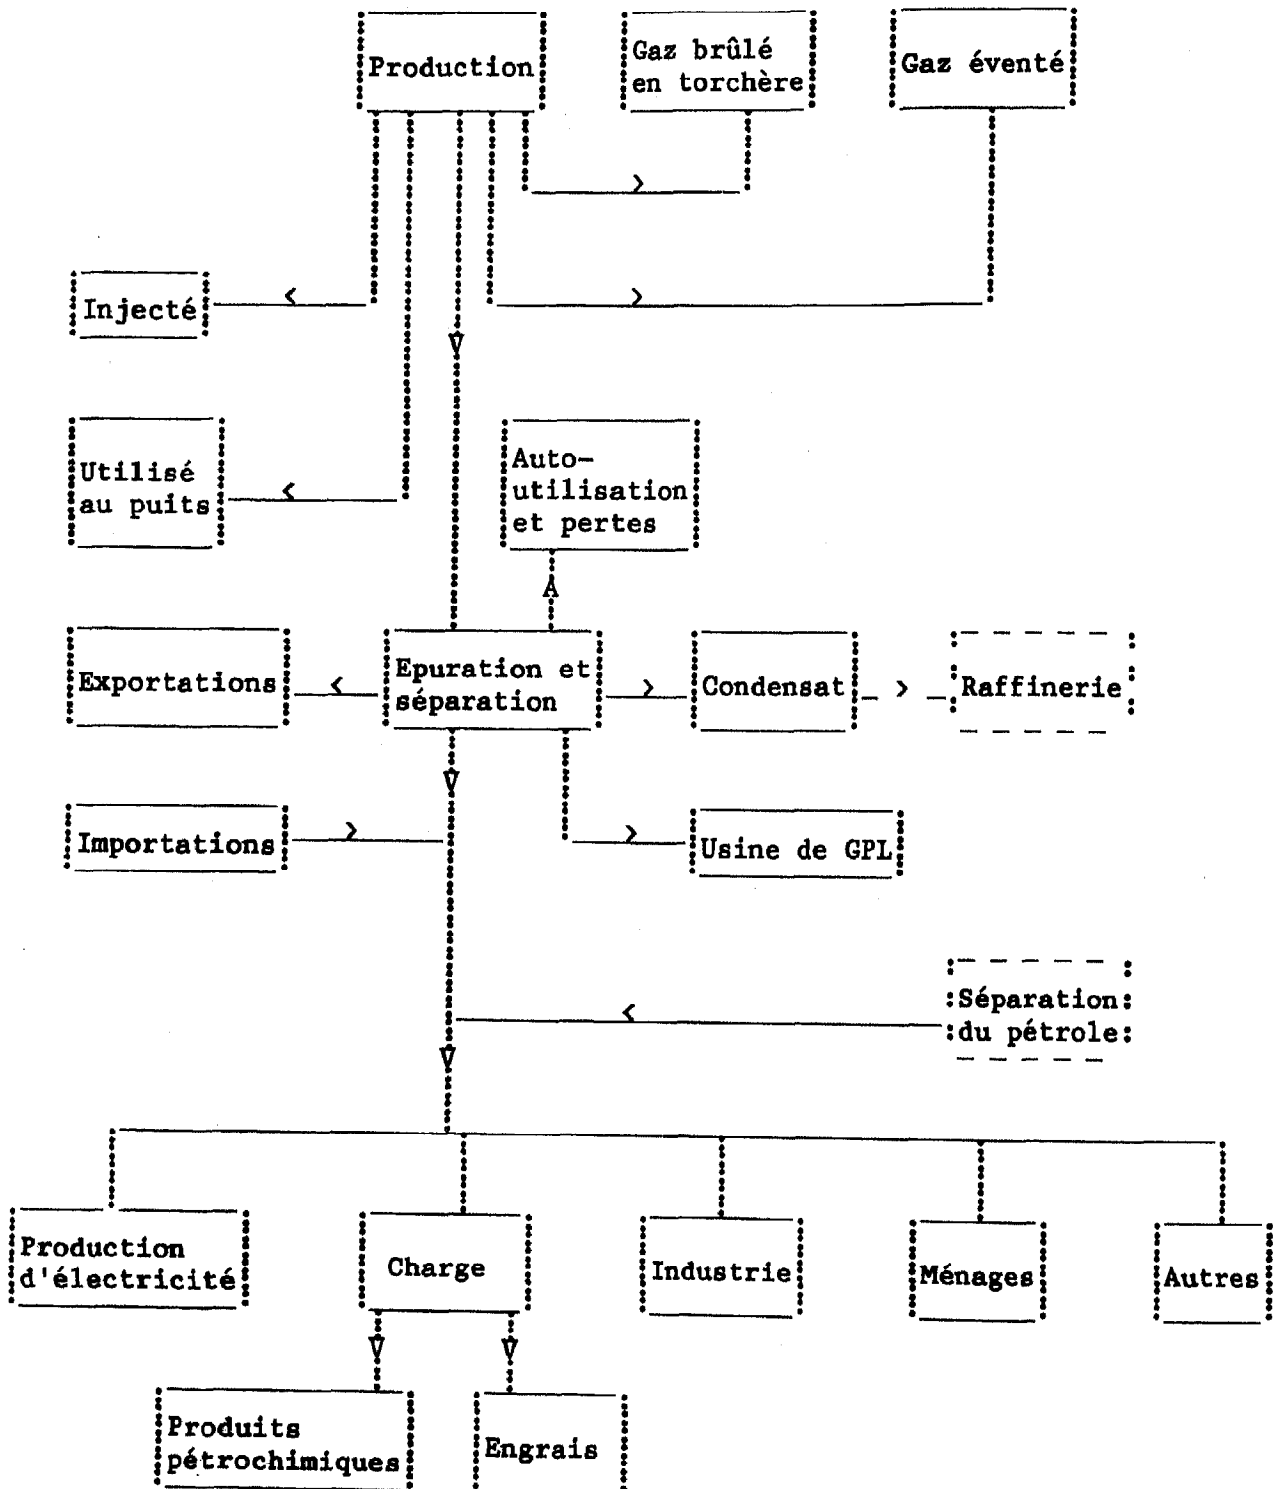 Production
Gaz brûlé
en torchère
Gaz éventé
Injecté
Utilisé
au puits
Auto-
utilisation
et pertes
Exportations
Epuration et
séparation
Condensat
Raffinerie
Importations
Usine de GPL
Séparation
du pétrole
Production
d'électricité
Charge
Industrie
Ménages
Autres
Produits
pétrochimiques
Engrais